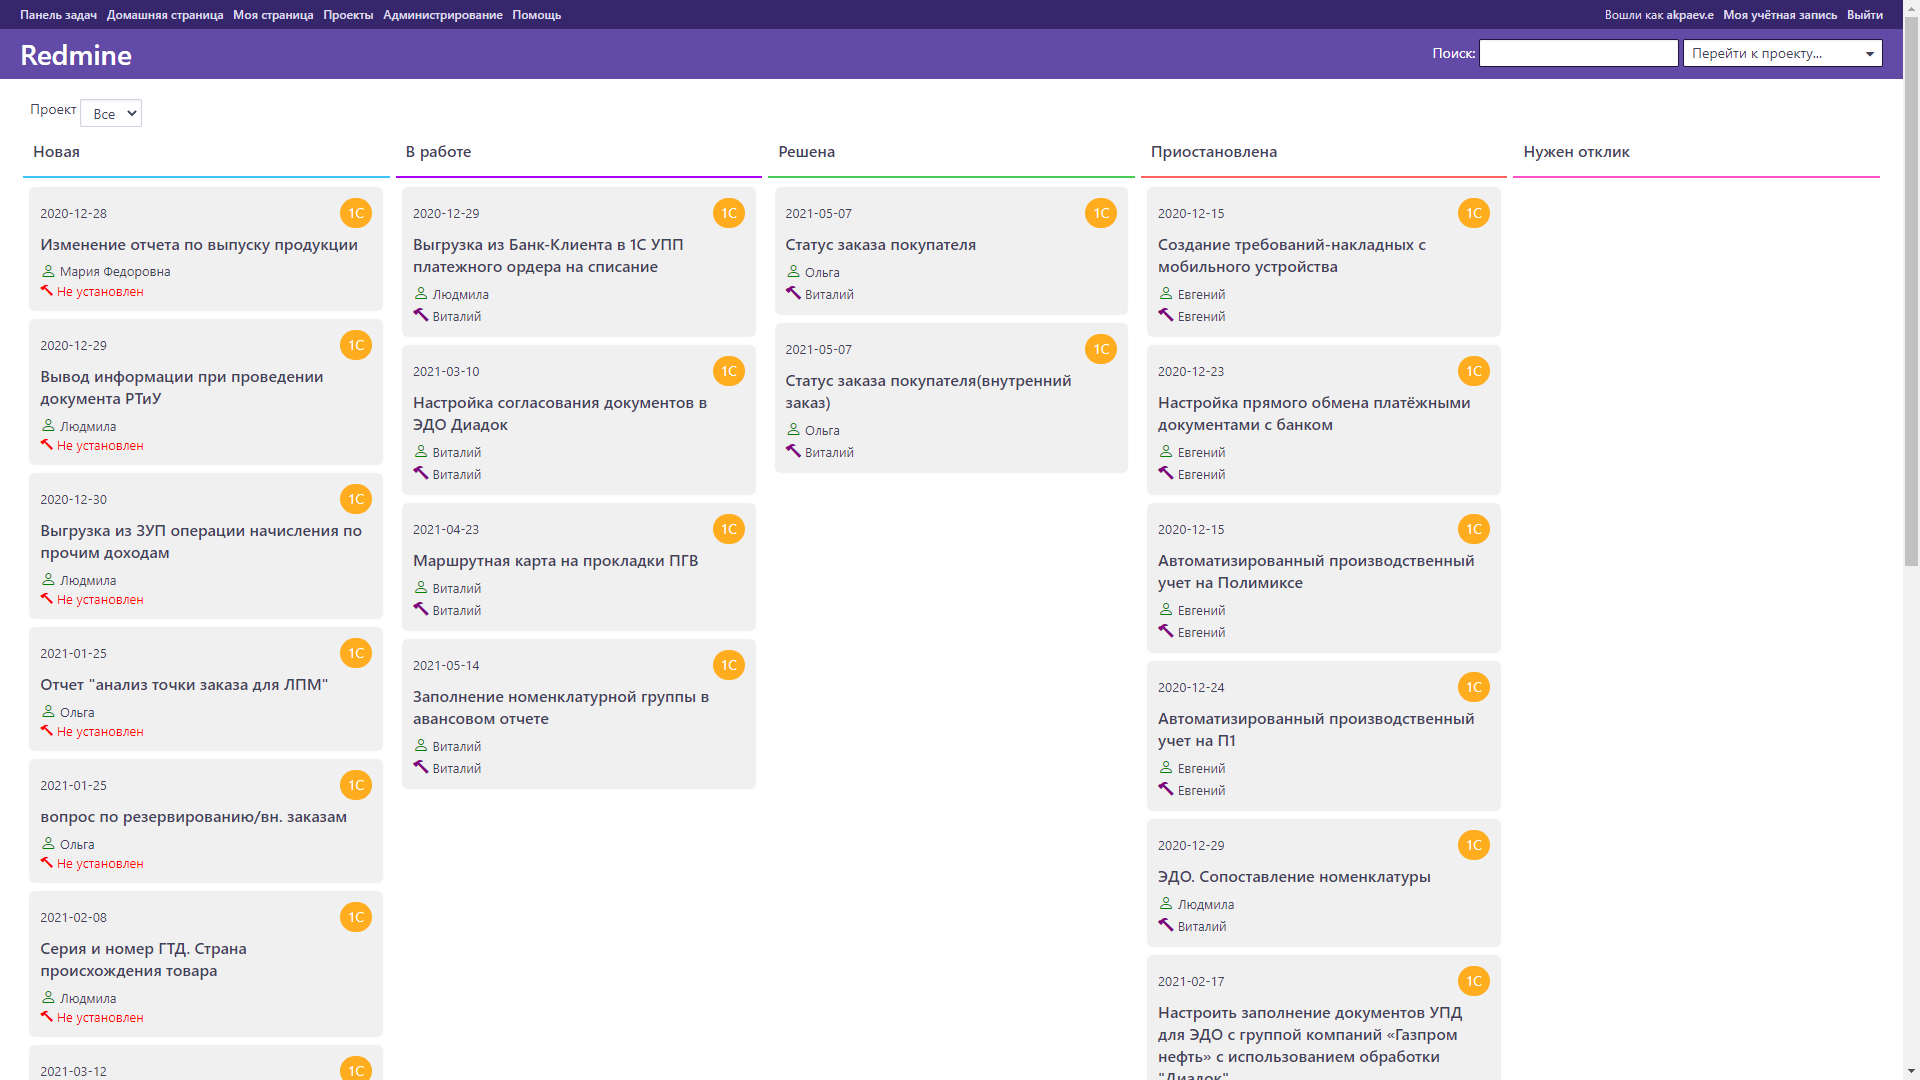 Панель задач Домашняя страница Моя страница Проекты Администрирование Помощь
Вошли как akpaev.e Моя учётная запись Выйти
Redmine
Поиск: Перейти к проекту...
Проект Все
Новая
2020-12-28 1С
Изменение отчета по выпуску продукции
Мария Федоровна
Не установлен
2020-12-29 1С
Вывод информации при проведении
документа РТиУ
Людмила
Не установлен
2020-12-30 1С
Выгрузка из ЗУП операции начисления по
прочим доходам
Людмила
Не установлен
2021-01-25 1С
Отчет "анализ точки заказа для ЛПМ"
Ольга
Не установлен
2021-01-25 1С
вопрос по резервированию/вн. заказам
Ольга
Не установлен
2021-02-08 1С
Серия и номер ГТД. Страна
происхождения товара
Людмила
Не установлен
2021-03-12 1С
В работе
2020-12-29 1С
Выгрузка из Банк-Клиента в 1С УПП
платежного ордера на списание
Людмила
Виталий
2021-03-10 1С
Настройка согласования документов в
ЭДО Диадок
Виталий
Виталий
2021-04-23 1С
Маршрутная карта на прокладки ПГВ
Виталий
Виталий
2021-05-14 1С
Заполнение номенклатурной группы в
авансовом отчете
Виталий
Виталий
Решена
2021-05-07 1С
Статус заказа покупателя
Ольга
Виталий
2021-05-07 1С
Статус заказа покупателя(внутренний
заказ)
Ольга
Виталий
Приостановлена
2020-12-15 1С
Создание требований-накладных с
мобильного устройства
Евгений
Евгений
2020-12-23 1С
Настройка прямого обмена платёжными
документами с банком
Евгений
Евгений
2020-12-15 1С
Автоматизированный производственный
учет на Полимиксе
Евгений
Евгений
2020-12-24 1С
Автоматизированный производственный
учет на П1
Евгений
Евгений
2020-12-29 1С
ЭДО. Сопоставление номенклатуры
Людмила
Виталий
2021-02-17 1С
Настроить заполнение документов УПД
для ЭДО с группой компаний «Газпром
нефть» с использованием обработки
"Диадок"
Нужен отклик